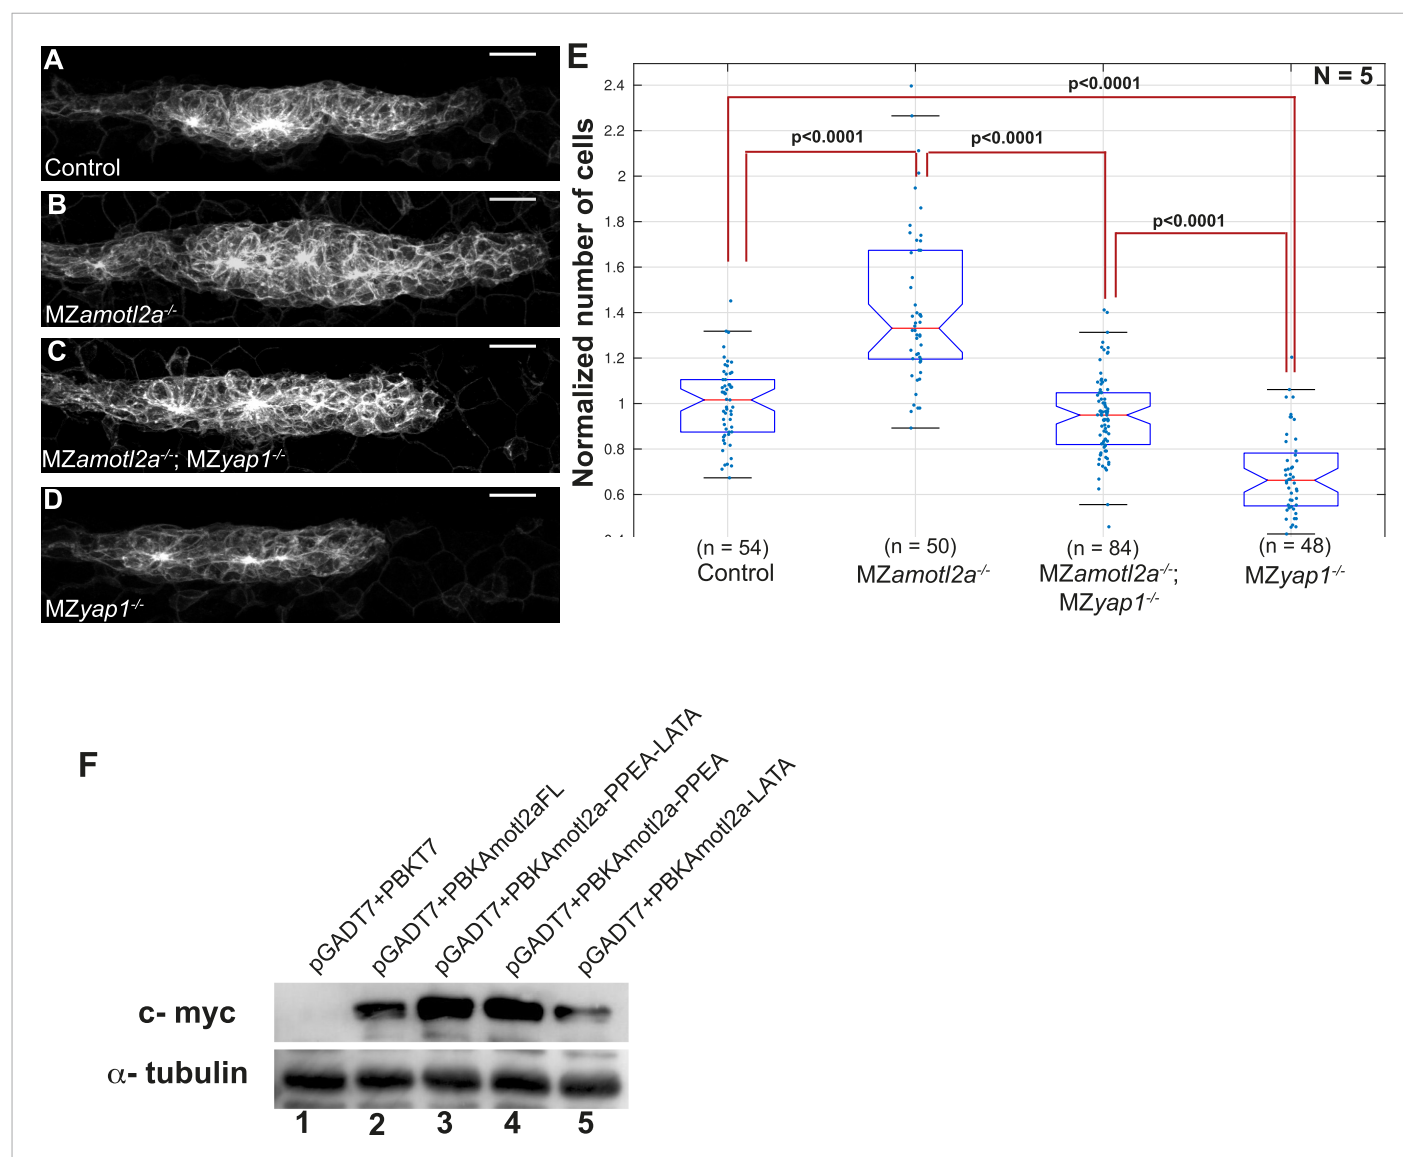 A
Control
B
MZamotl2a-/-
C
MZamotl2a-/-; MZyap1-/-
D
MZyap1-/-
E
N = 5
Normalized number of cells
2.4
2.2
2
1.8
1.6
1.4
1.2
1
0.8
0.6
p<0.0001
p<0.0001
p<0.0001
p<0.0001
(n = 54)
Control
(n = 50)
MZamotl2a-/-
(n = 84)
MZamotl2a-/-;
MZyap1-/-
(n = 48)
MZyap1-/-
F
pGADT7+PBKT7
pGADT7+PBKAmotl2aFL
pGADT7+PBKAmotl2a-PPEA-LATA
pGADT7+PBKAmotl2a-PPEA
pGADT7+PBKAmotl2a-LATA
c- myc
α- tubulin
1 2 3 4 5